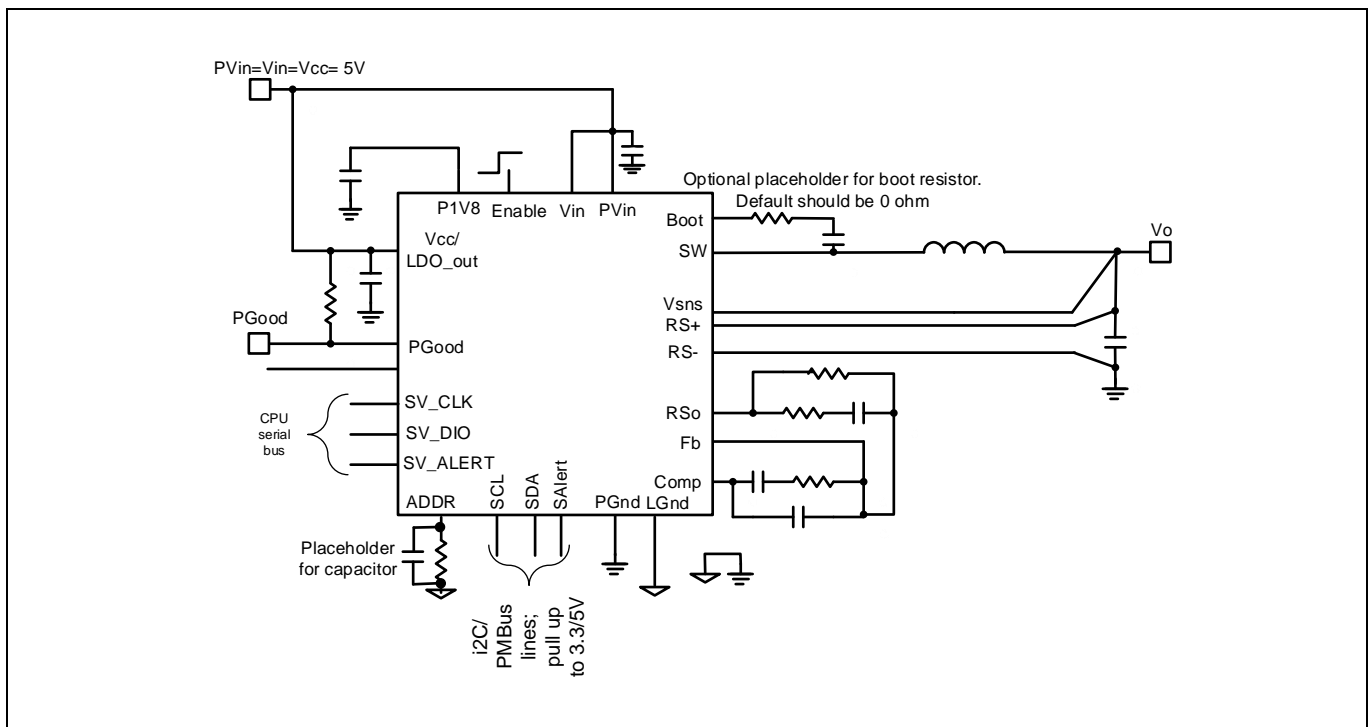 PVin=Vin=Vcc= 5V
Optional placeholder for boot resistor.
Default should be 0 ohm
P1V8
Enable
Vin
PVin
Boot
SW
Vo
Vcc/
LDO_out
Vsns
RS+
RS-
PGood
PGood
SV_CLK
SV_DIO
SV_ALERT
CPU
serial
bus
RSo
Fb
Comp
ADDR
SCL
SDA
SAlert
PGnd
LGnd
Placeholder
for capacitor
i2C/
PMBus
lines;
pull up
to 3.3/5V